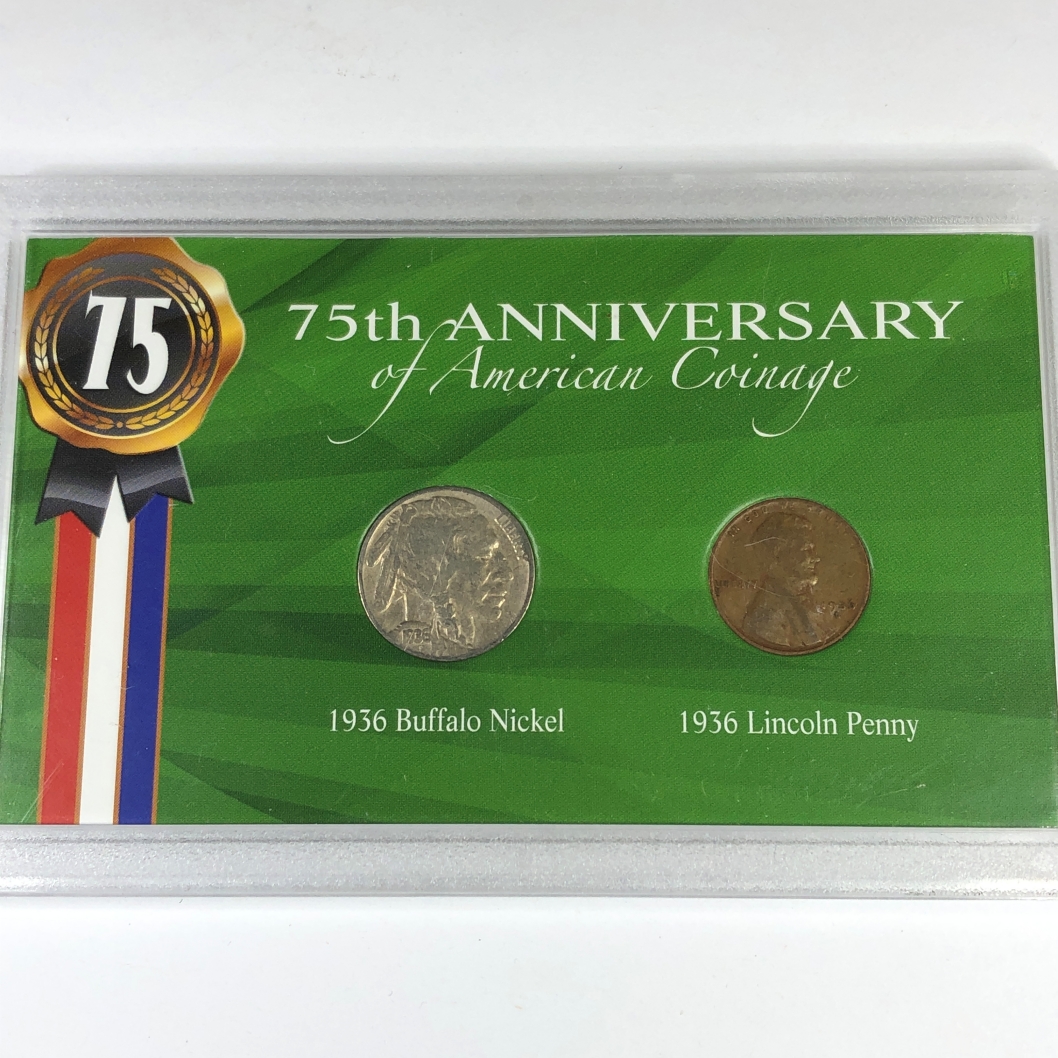 75
75th ANNIVERSARY
of American Coinage
1936 Buffalo Nickel
1936 Lincoln Penny